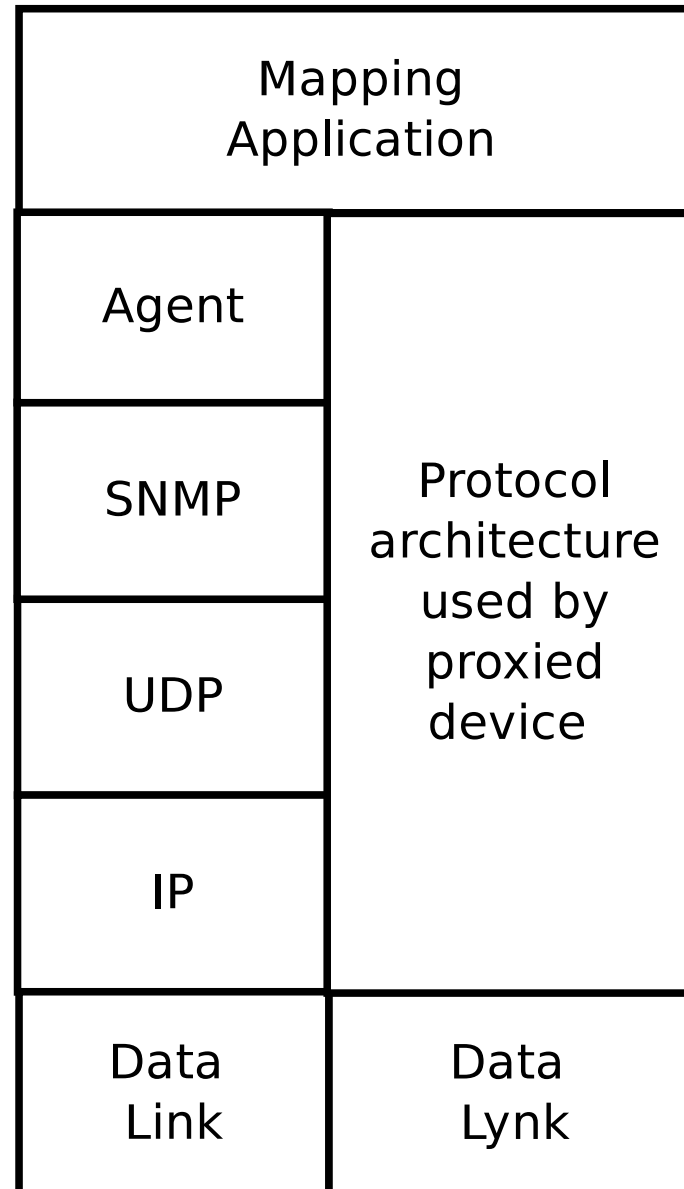 Mapping
Application
Agent
SNMP
UDP
IP
Protocol
architecture
used by
proxied
device
Data
Link
Data
Lynk